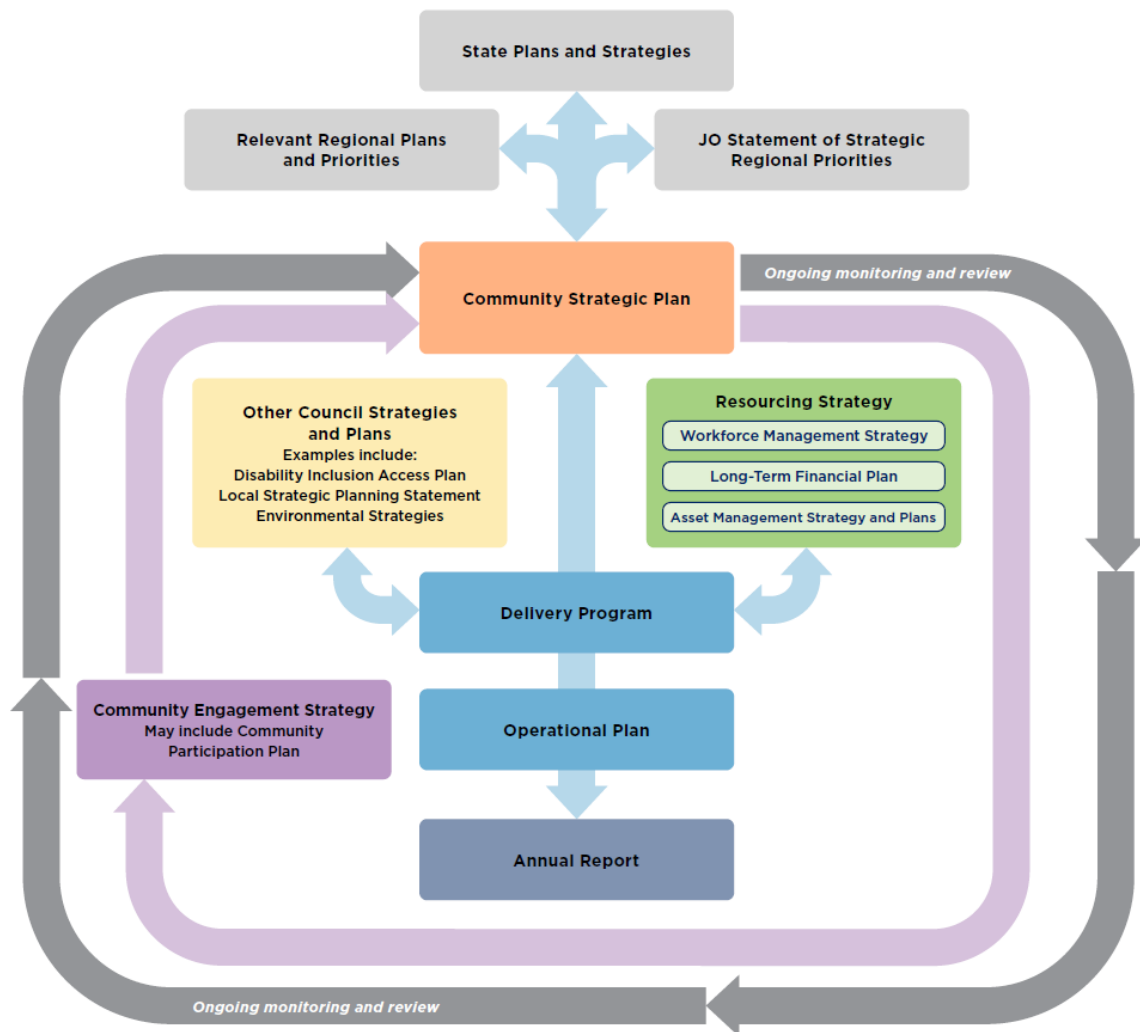 State Plans and Strategies
Relevant Regional Plans
and Priorities
JO Statement of Strategic
Regional Priorities
Community Strategic Plan
Ongoing monitoring and review
Other Council Strategies
and Plans
Examples include:
Disability Inclusion Access Plan
Local Strategic Planning Statement
Environmental Strategies
Resourcing Strategy
Workforce Management Strategy
Long-Term Financial Plan
Asset Management Strategy and Plans
Delivery Program
Community Engagement Strategy
May include Community
Participation Plan
Operational Plan
Annual Report
Ongoing monitoring and review